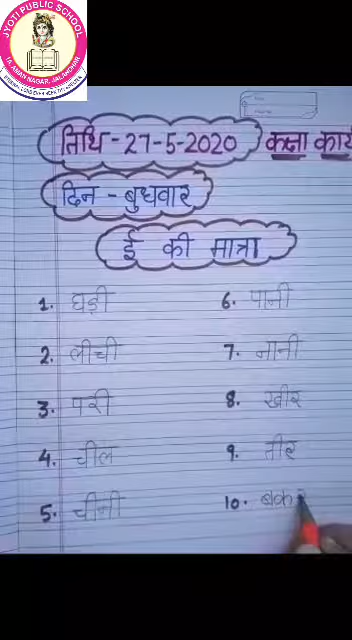 JYOTI PUBLIC SCHOOL
तिथि - 27-5-2020 कक्षा कार्य
दिन - बुधवार
ई की मात्रा
1. घड़ी
2. लीची
3. परी
4. चील
5. चीनी
6. पानी
7. नानी
8. खीर
9. तीर
10. बकर